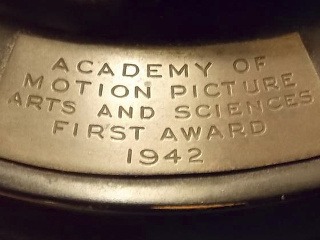 ACADEMY OF
MOTION PICTURE
ARTS AND SCIENCES
FIRST AWARD
1942